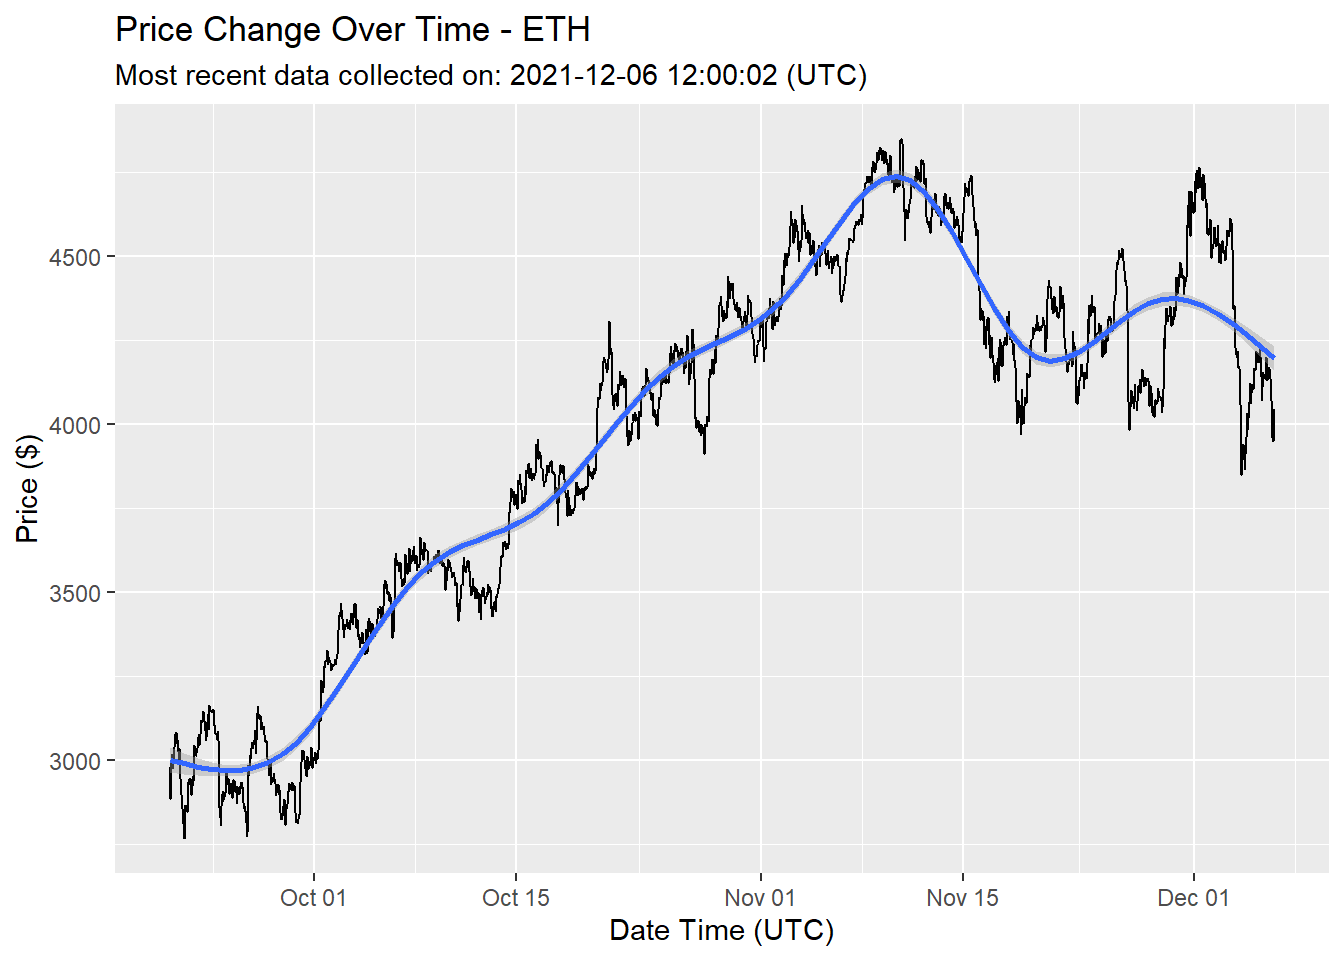 Price Change Over Time - ETH
Most recent data collected on: 2021-12-06 12:00:02 (UTC)
Price ($)
4500
4000
3500
3000
Oct 01 Oct 15 Nov 01 Nov 15 Dec 01
Date Time (UTC)